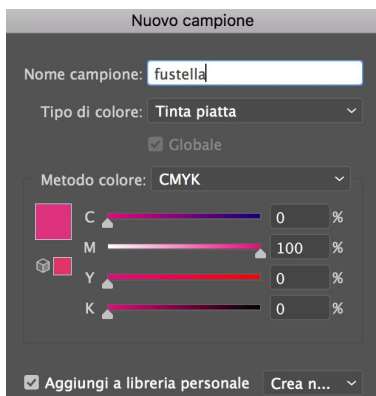 Nuovo campione
Nome campione: fustella
Tipo di colore: Tinta piatta
Globale
Metodo colore: CMYK
C 0 %
M 100 %
Y 0 %
K 0 %
Aggiungi a libreria personale Crea n...